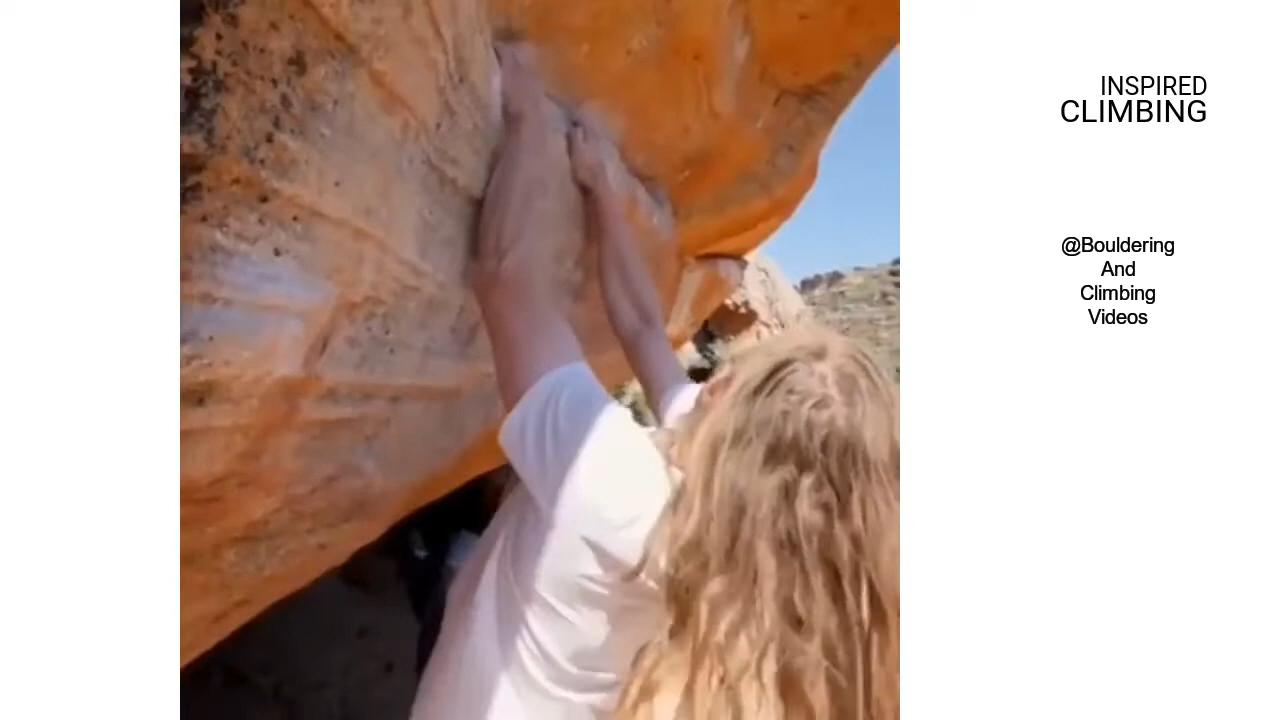 INSPIRED
CLIMBING
@Bouldering
And
Climbing
Videos